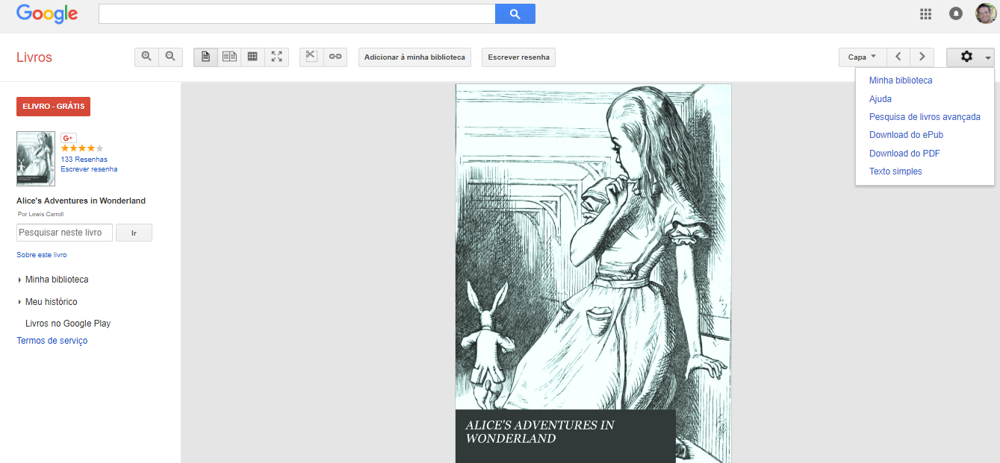 Google
Livros
Adicionar à minha biblioteca
Escrever resenha
Capa
Minha biblioteca
Ajuda
Pesquisa de livros avançada
Download do ePub
Download do PDF
Texto simples
ELIVRO - GRÁTIS
G+
133 Resenhas
Escrever resenha
Alice's Adventures in Wonderland
Por Lewis Carroll
Pesquisar neste livro
Ir
Sobre este livro
Minha biblioteca
Meu histórico
Livros no Google Play
Termos de serviço
ALICE'S ADVENTURES IN
WONDERLAND